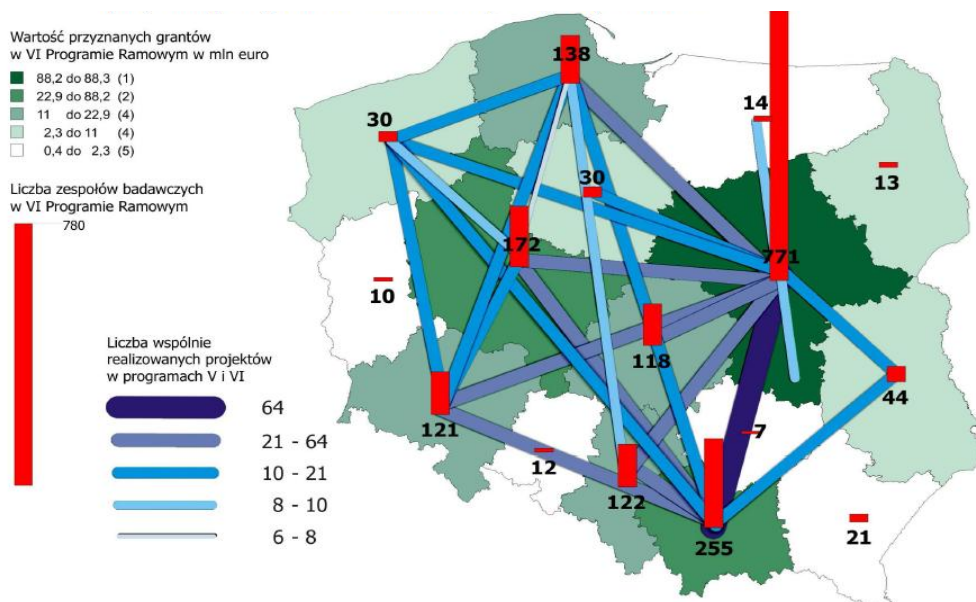 Wartość przyznanych grantów
w VI Programie Ramowym w mln euro
88,2 do 88,3 (1)
22,9 do 88,2 (2)
11 do 22,9 (4)
2,3 do 11 (4)
0,4 do 2,3 (5)
Liczba zespołów badawczych
w VI Programie Ramowym
780
Liczba wspólnie
realizowanych projektów
w programach V i VI
64
21 - 64
10 - 21
8 - 10
6 - 8
138
14
30
30
13
172
771
10
118
44
121
7
12
122
255
21